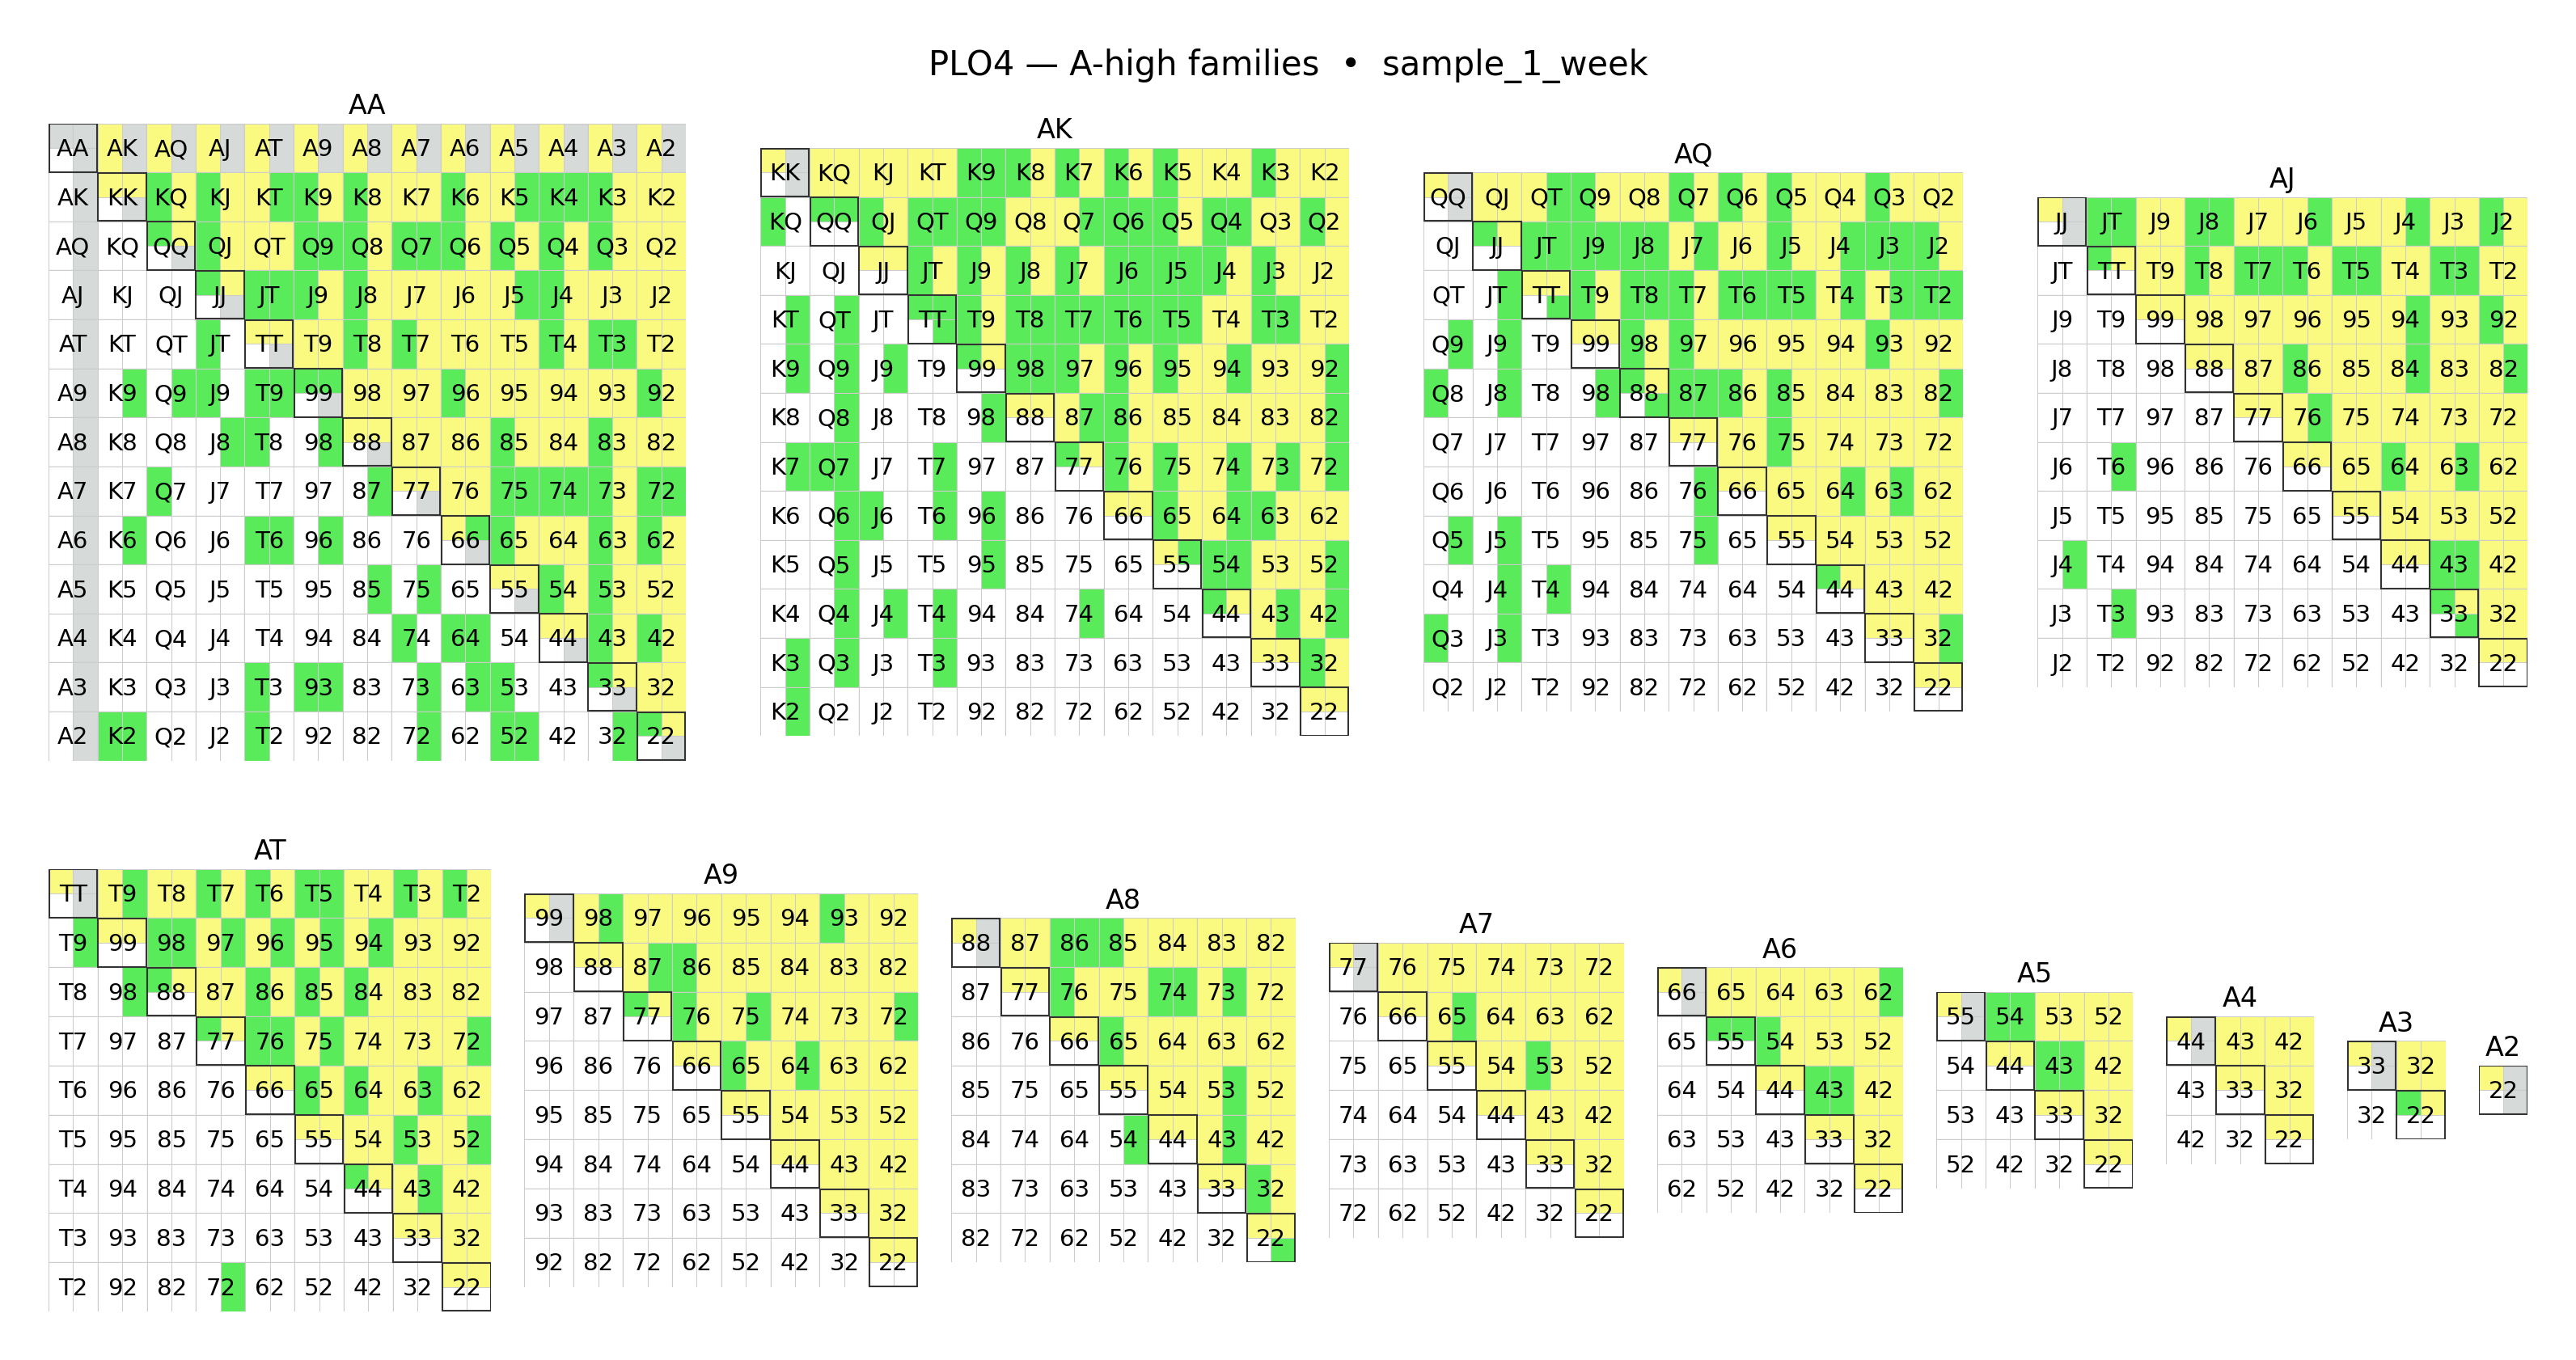 PLO4 — A-high families • sample_1_week
AA
AA AK AQ AJ AT A9 A8 A7 A6 A5 A4 A3 A2
AK KK KQ KJ KT K9 K8 K7 K6 K5 K4 K3 K2
AQ KQ QQ QJ QT Q9 Q8 Q7 Q6 Q5 Q4 Q3 Q2
AJ KJ QJ JJ JT J9 J8 J7 J6 J5 J4 J3 J2
AT KT QT JT TT T9 T8 T7 T6 T5 T4 T3 T2
A9 K9 Q9 J9 T9 99 98 97 96 95 94 93 92
A8 K8 Q8 J8 T8 98 88 87 86 85 84 83 82
A7 K7 Q7 J7 T7 97 87 77 76 75 74 73 72
A6 K6 Q6 J6 T6 96 86 76 66 65 64 63 62
A5 K5 Q5 J5 T5 95 85 75 65 55 54 53 52
A4 K4 Q4 J4 T4 94 84 74 64 54 44 43 42
A3 K3 Q3 J3 T3 93 83 73 63 53 43 33 32
A2 K2 Q2 J2 T2 92 82 72 62 52 42 32 22
AK
KK KQ KJ KT K9 K8 K7 K6 K5 K4 K3 K2
KQ QQ QJ QT Q9 Q8 Q7 Q6 Q5 Q4 Q3 Q2
KJ QJ JJ JT J9 J8 J7 J6 J5 J4 J3 J2
KT QT JT TT T9 T8 T7 T6 T5 T4 T3 T2
K9 Q9 J9 T9 99 98 97 96 95 94 93 92
K8 Q8 J8 T8 98 88 87 86 85 84 83 82
K7 Q7 J7 T7 97 87 77 76 75 74 73 72
K6 Q6 J6 T6 96 86 76 66 65 64 63 62
K5 Q5 J5 T5 95 85 75 65 55 54 53 52
K4 Q4 J4 T4 94 84 74 64 54 44 43 42
K3 Q3 J3 T3 93 83 73 63 53 43 33 32
K2 Q2 J2 T2 92 82 72 62 52 42 32 22
AQ
QQ QJ QT Q9 Q8 Q7 Q6 Q5 Q4 Q3 Q2
QJ JJ JT J9 J8 J7 J6 J5 J4 J3 J2
QT JT TT T9 T8 T7 T6 T5 T4 T3 T2
Q9 J9 T9 99 98 97 96 95 94 93 92
Q8 J8 T8 98 88 87 86 85 84 83 82
Q7 J7 T7 97 87 77 76 75 74 73 72
Q6 J6 T6 96 86 76 66 65 64 63 62
Q5 J5 T5 95 85 75 65 55 54 53 52
Q4 J4 T4 94 84 74 64 54 44 43 42
Q3 J3 T3 93 83 73 63 53 43 33 32
Q2 J2 T2 92 82 72 62 52 42 32 22
AJ
JJ JT J9 J8 J7 J6 J5 J4 J3 J2
JT TT T9 T8 T7 T6 T5 T4 T3 T2
J9 T9 99 98 97 96 95 94 93 92
J8 T8 98 88 87 86 85 84 83 82
J7 T7 97 87 77 76 75 74 73 72
J6 T6 96 86 76 66 65 64 63 62
J5 T5 95 85 75 65 55 54 53 52
J4 T4 94 84 74 64 54 44 43 42
J3 T3 93 83 73 63 53 43 33 32
J2 T2 92 82 72 62 52 42 32 22
AT
TT T9 T8 T7 T6 T5 T4 T3 T2
T9 99 98 97 96 95 94 93 92
T8 98 88 87 86 85 84 83 82
T7 97 87 77 76 75 74 73 72
T6 96 86 76 66 65 64 63 62
T5 95 85 75 65 55 54 53 52
T4 94 84 74 64 54 44 43 42
T3 93 83 73 63 53 43 33 32
T2 92 82 72 62 52 42 32 22
A9
99 98 97 96 95 94 93 92
98 88 87 86 85 84 83 82
97 87 77 76 75 74 73 72
96 86 76 66 65 64 63 62
95 85 75 65 55 54 53 52
94 84 74 64 54 44 43 42
93 83 73 63 53 43 33 32
92 82 72 62 52 42 32 22
A8
88 87 86 85 84 83 82
87 77 76 75 74 73 72
86 76 66 65 64 63 62
85 75 65 55 54 53 52
84 74 64 54 44 43 42
83 73 63 53 43 33 32
82 72 62 52 42 32 22
A7
77 76 75 74 73 72
76 66 65 64 63 62
75 65 55 54 53 52
74 64 54 44 43 42
73 63 53 43 33 32
72 62 52 42 32 22
A6
66 65 64 63 62
65 55 54 53 52
64 54 44 43 42
63 53 43 33 32
62 52 42 32 22
A5
55 54 53 52
54 44 43 42
53 43 33 32
52 42 32 22
A4
44 43 42
43 33 32
42 32 22
A3
33 32
32 22
A2
22